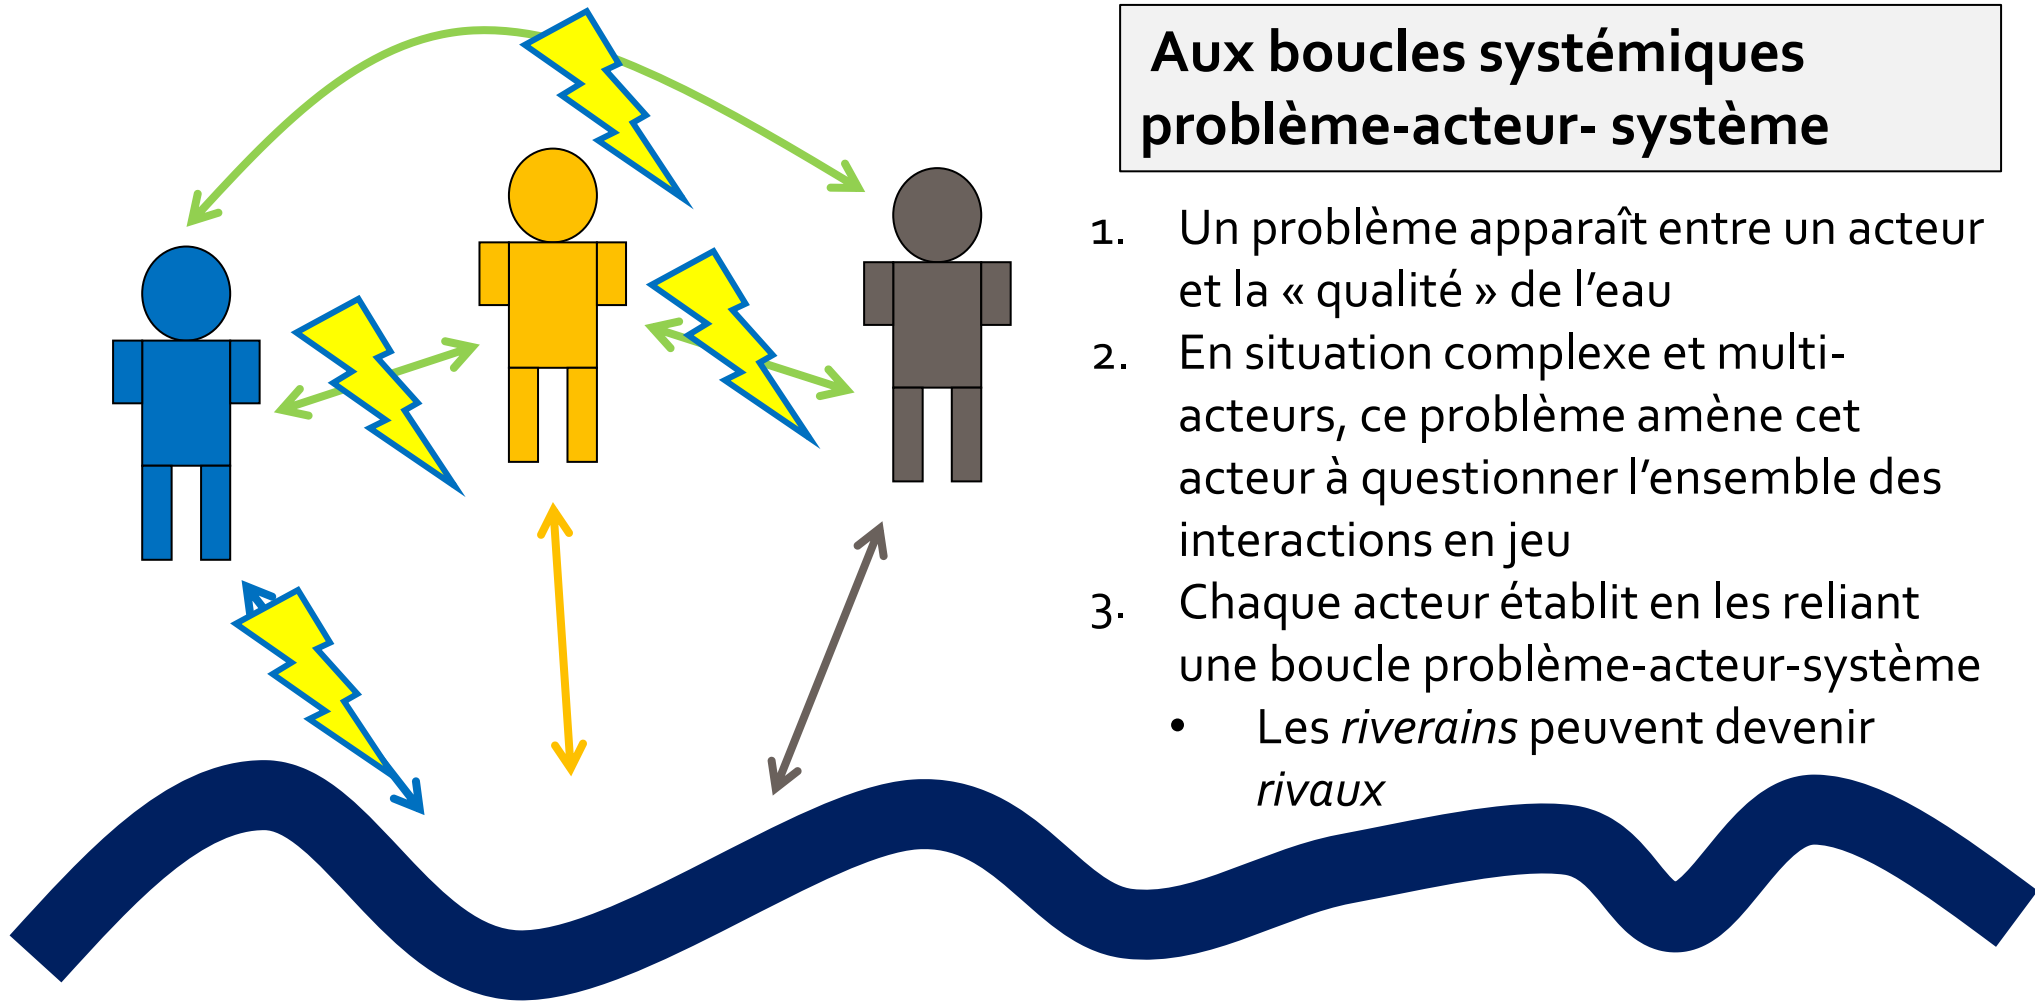 Aux boucles systémiques
problème-acteur- système
1. Un problème apparaît entre un acteur
et la « qualité » de l’eau
2. En situation complexe et multi-
acteurs, ce problème amène cet
acteur à questionner l’ensemble des
interactions en jeu
3. Chaque acteur établit en les reliant
une boucle problème-acteur-système
• Les riverains peuvent devenir
rivaux